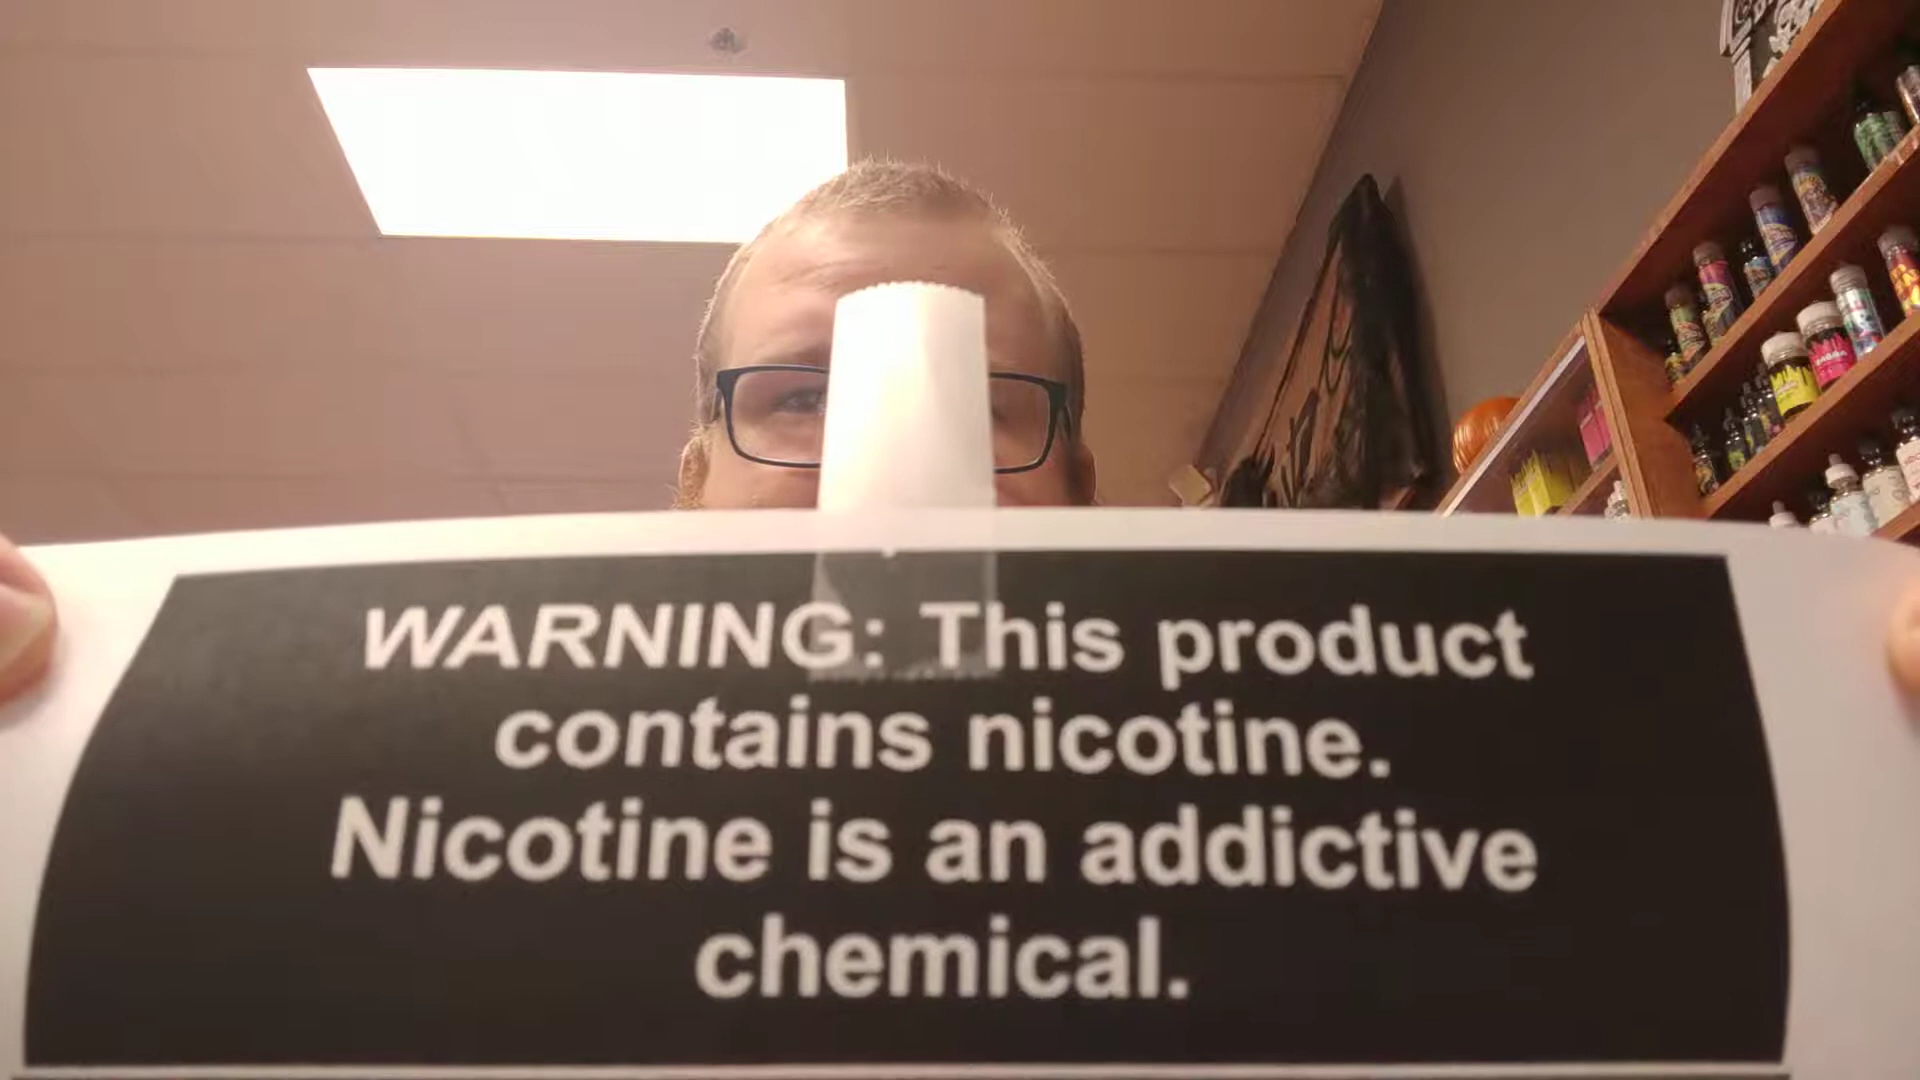 WARNING: This product
contains nicotine.
Nicotine is an addictive
chemical.